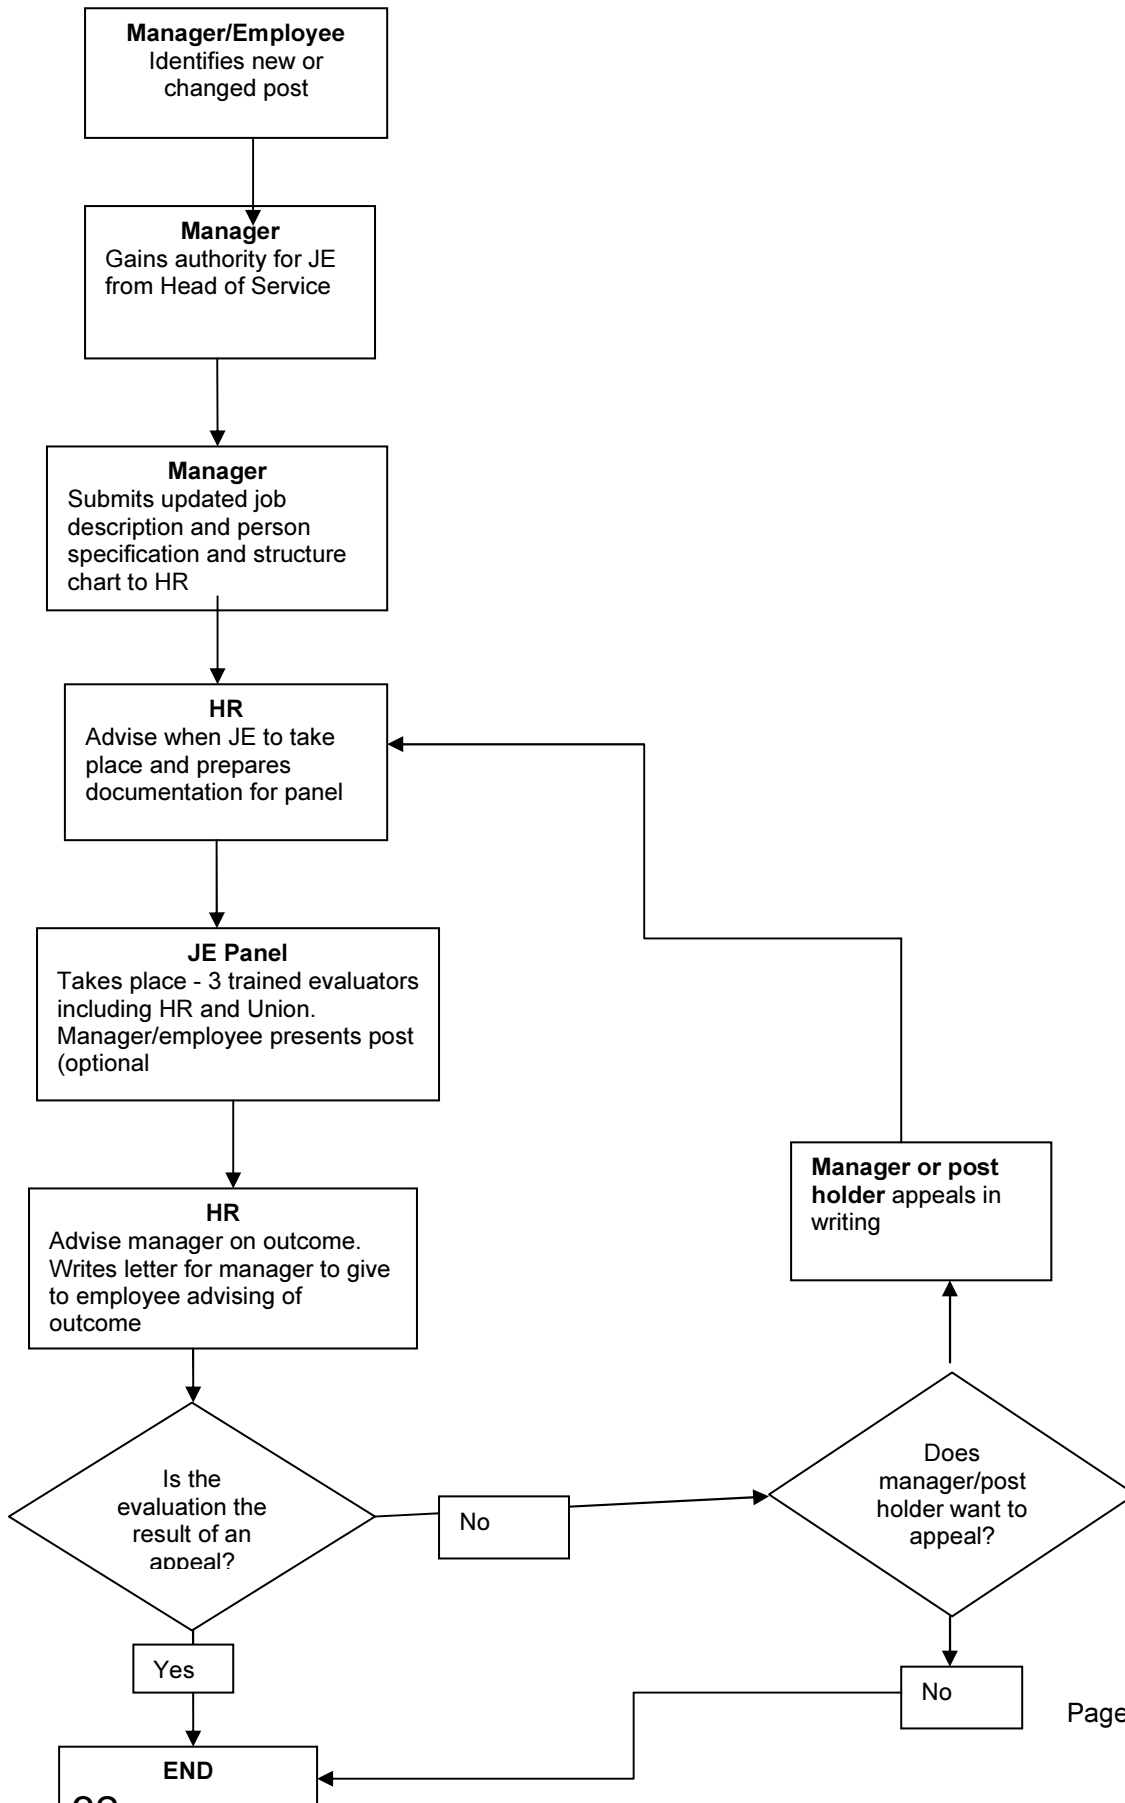 Manager/Employee
Identifies new or
changed post
Manager
Gains authority for JE
from Head of Service
Manager
Submits updated job
description and person
specification and structure
chart to HR
HR
Advise when JE to take
place and prepares
documentation for panel
JE Panel
Takes place - 3 trained evaluators
including HR and Union.
Manager/employee presents post
(optional
HR
Advise manager on outcome.
Writes letter for manager to give
to employee advising of
outcome
Manager or post
holder appeals in
writing
Is the
evaluation the
result of an
appeal?
No
Does
manager/post
holder want to
appeal?
Yes
No
Page
END